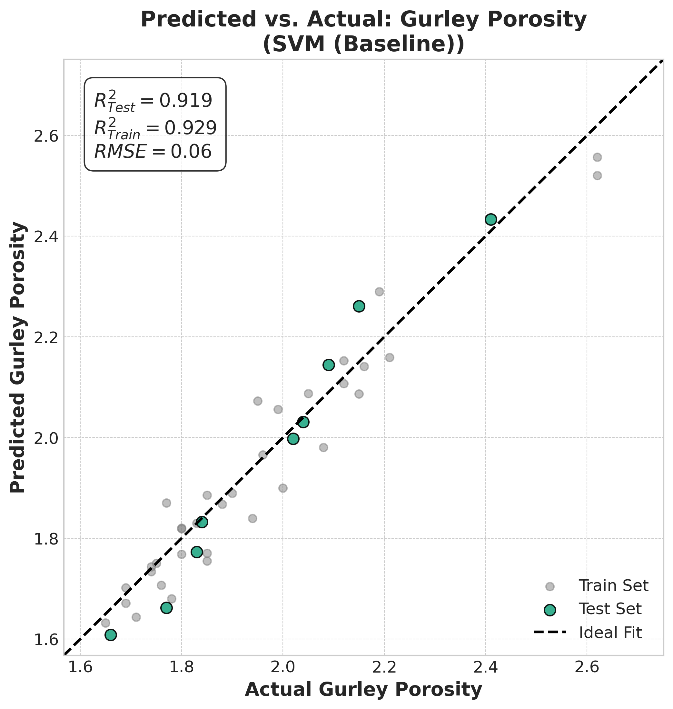 Predicted vs. Actual: Gurley Porosity
(SVM (Baseline))
R²_Test = 0.919
R²_Train = 0.929
RMSE = 0.06
Predicted Gurley Porosity
2.6
2.4
2.2
2.0
1.8
1.6
Train Set
Test Set
Ideal Fit
1.6 1.8 2.0 2.2 2.4 2.6
Actual Gurley Porosity